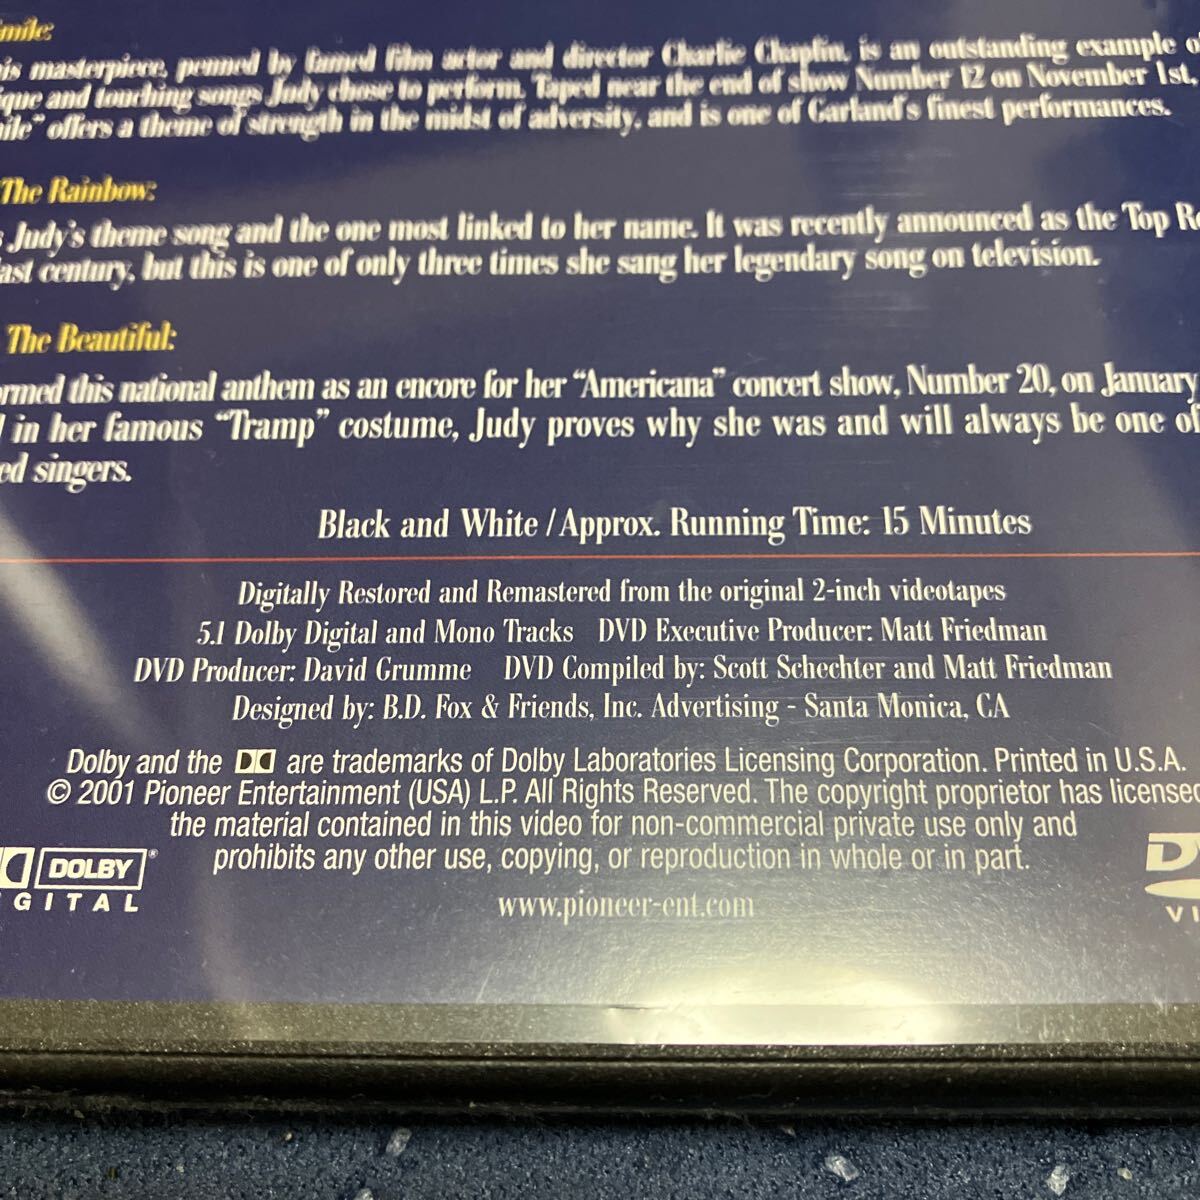 Smile:
his masterpiece, penned by famed film actor and director Charlie Chaplin, is an outstanding example
ique and touching songs Judy chose to perform. Taped near the end of show Number 12 on November 1st,
mile" offers a theme of strength in the midst of adversity, and is one of Garland's finest performances.
The Rainbow:
s Judy's theme song and the one most linked to her name. It was recently announced as the Top Re
last century, but this is one of only three times she sang her legendary song on television.
The Beautiful:
ormed this national anthem as an encore for her "Americana" concert show, Number 20, on January
in her famous "Tramp" costume, Judy proves why she was and will always be one of
ed singers.
Black and White / Approx. Running Time: 15 Minutes
Digitally Restored and Remastered from the original 2-inch videotapes
5.1 Dolby Digital and Mono Tracks DVD Executive Producer: Matt Friedman
DVD Producer: David Grumme DVD Compiled by: Scott Schechter and Matt Friedman
Designed by: B.D. Fox & Friends, Inc. Advertising - Santa Monica, CA
Dolby and the are trademarks of Dolby Laboratories Licensing Corporation. Printed in U.S.A.
© 2001 Pioneer Entertainment (USA) L.P. All Rights Reserved. The copyright proprietor has licensed
the material contained in this video for non-commercial private use only and
prohibits any other use, copying, or reproduction in whole or in part.
DOLBY
IGITAL
www.pioneer-ent.com
DV
VI